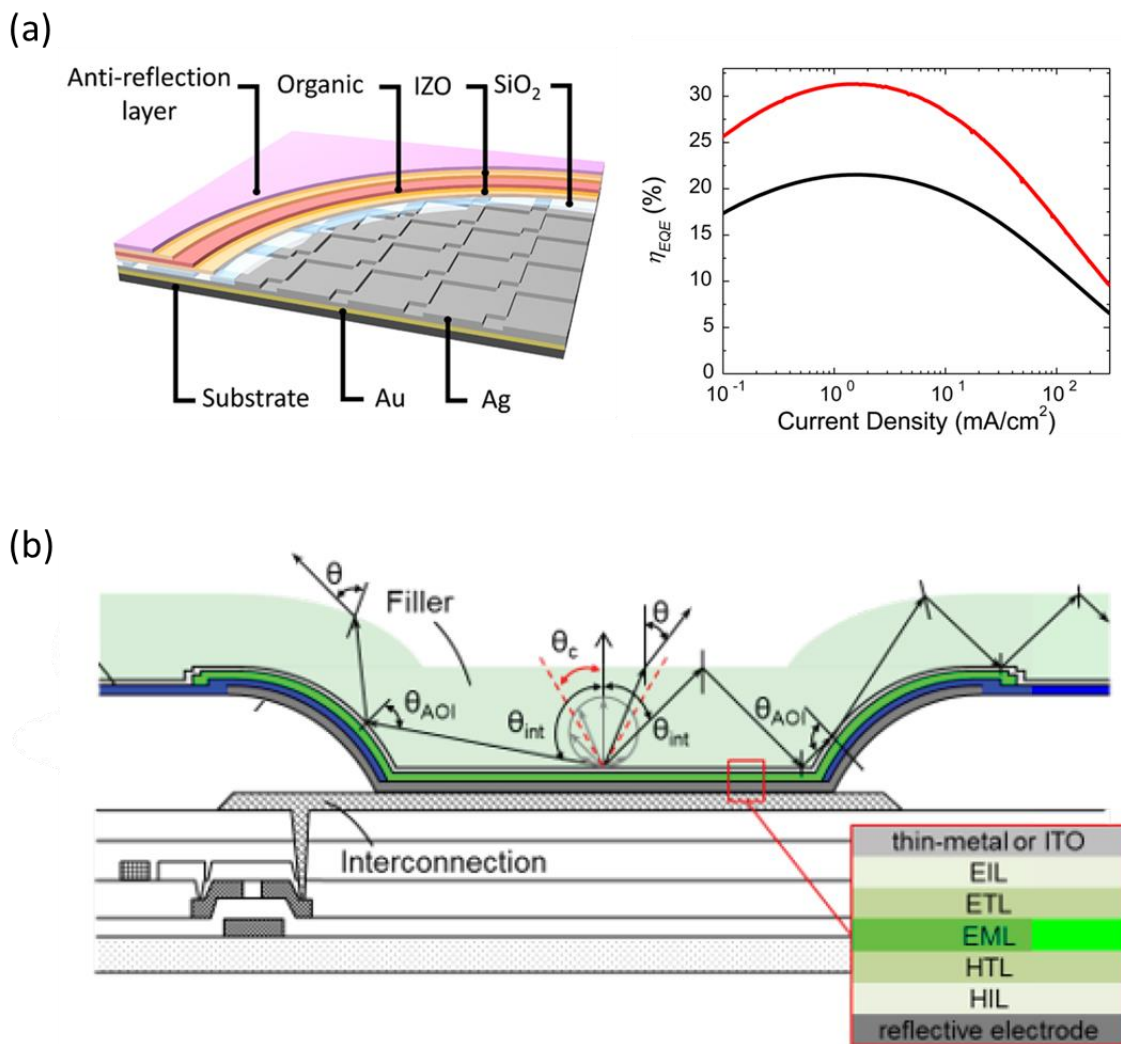 (a)
Anti-reflection
layer
Organic
IZO
SiO₂
Substrate
Au
Ag
η_EQE (%)
30
25
20
15
10
5
0
10⁻¹
10⁰
10¹
10²
Current Density (mA/cm²)
(b)
θ
Filler
θc
θ
θAOI
θint
θint
θAOI
Interconnection
thin-metal or ITO
EIL
ETL
EML
HTL
HIL
reflective electrode